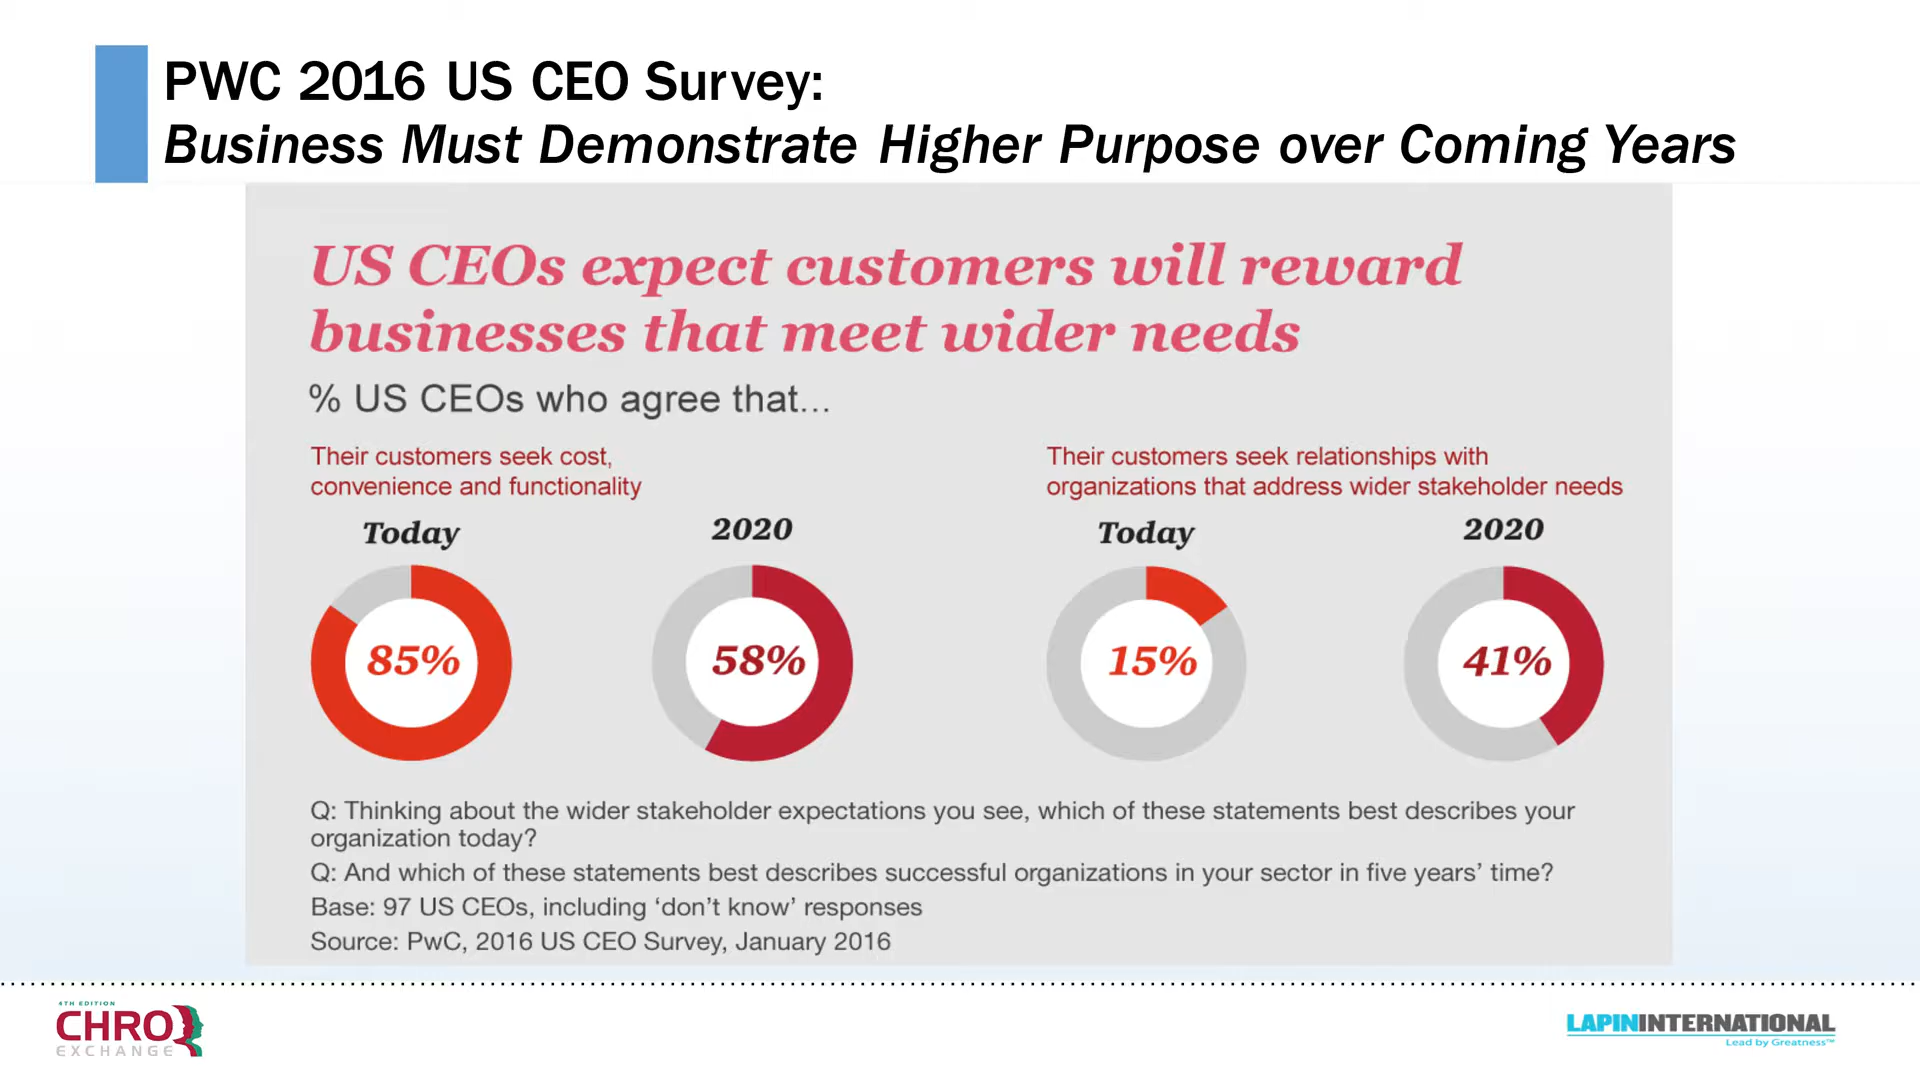 PWC 2016 US CEO Survey:
Business Must Demonstrate Higher Purpose over Coming Years
US CEOs expect customers will reward
businesses that meet wider needs
% US CEOs who agree that...
Their customers seek cost,
convenience and functionality
Their customers seek relationships with
organizations that address wider stakeholder needs
Today
2020
Today
2020
85%
58%
15%
41%
Q: Thinking about the wider stakeholder expectations you see, which of these statements best describes your
organization today?
Q: And which of these statements best describes successful organizations in your sector in five years’ time?
Base: 97 US CEOs, including ‘don’t know’ responses
Source: PwC, 2016 US CEO Survey, January 2016
4TH EDITION
CHRO
EXCHANGE
LAPININTERNATIONAL
Lead by Greatness™